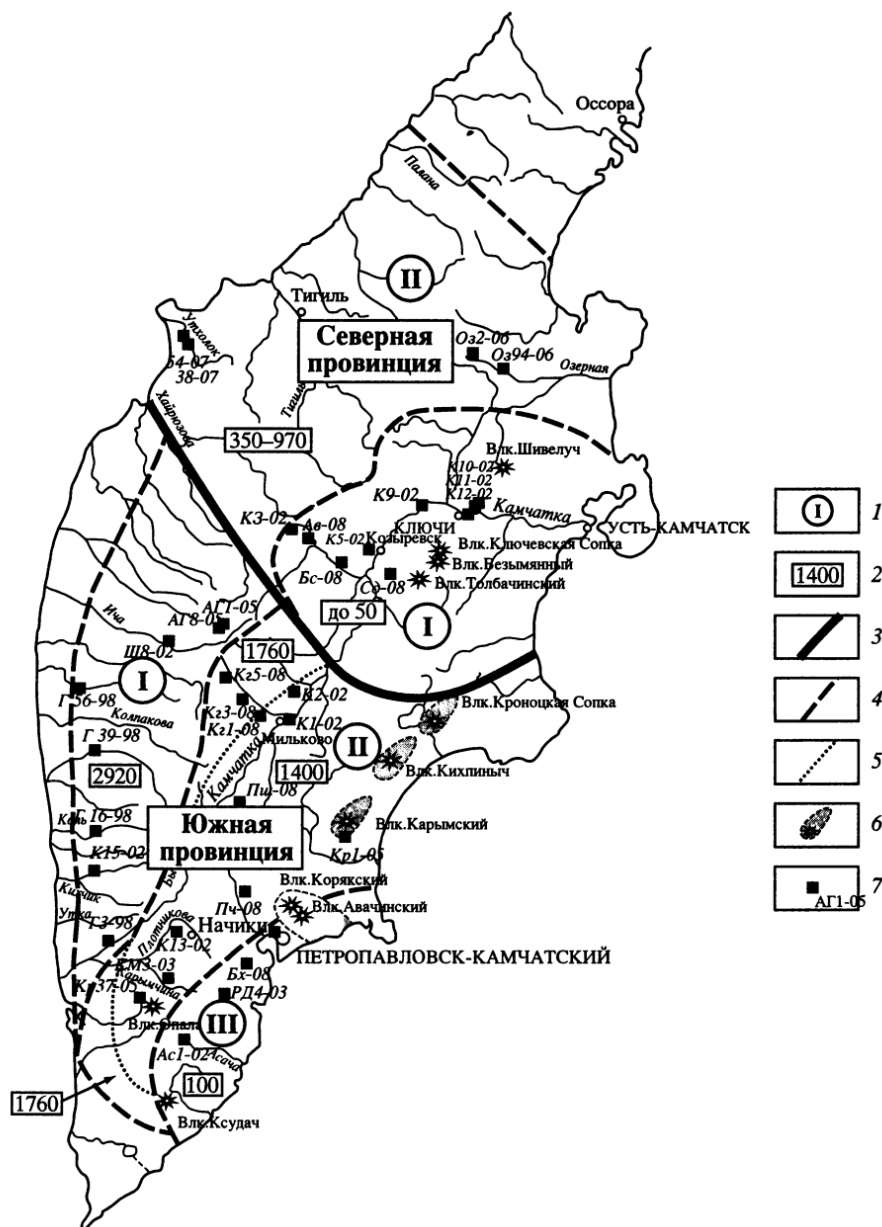 Оссора
Палана
II
Тигиль
Утхолок
Северная
провинция
Оз2-06
Оз94-06
Озерная
54-07
38-07
Тигиль
Хайрюзова
350–970
Влк.Шивелуч
К10-02
К11-02
К12-02
К9-02
Камчатка
К3-02
Ав-08
КЛЮЧИ
УСТЬ-КАМЧАТСК
К5-02
Козыревск
Влк.Ключевская Сопка
Влк.Безымянный
Бс-08
Сд-08
Влк.Толбачинский
до 50
I
АГ1-05
АГ8-05
Ича
Ш8-02
1760
I
Кг5-08
К2-02
Г 56-98
Влк.Кроноцкая Сопка
Колпакова
Кг3-08
Кг1-08
К1-02
Мильково
II
Г 39-98
Камчатка
2920
1400
Влк.Кихпиныч
Пщ-08
Г 16-98
Южная
провинция
Влк.Карымский
К15-02
Кр1-05
Кихчик
Влк.Корякский
Утка
Пч-08
Влк.Авачинский
Г3-98
Плотникова
Начики
К13-02
ПЕТРОПАВЛОВСК-КАМЧАТСКИЙ
КМ3-03
Карымчина
Бх-08
РД4-03
Влк.Опала
III
Ас1-02
Асача
100
1760
Влк.Ксудач
I
1
1400
2
3
4
5
6
АГ1-05
7